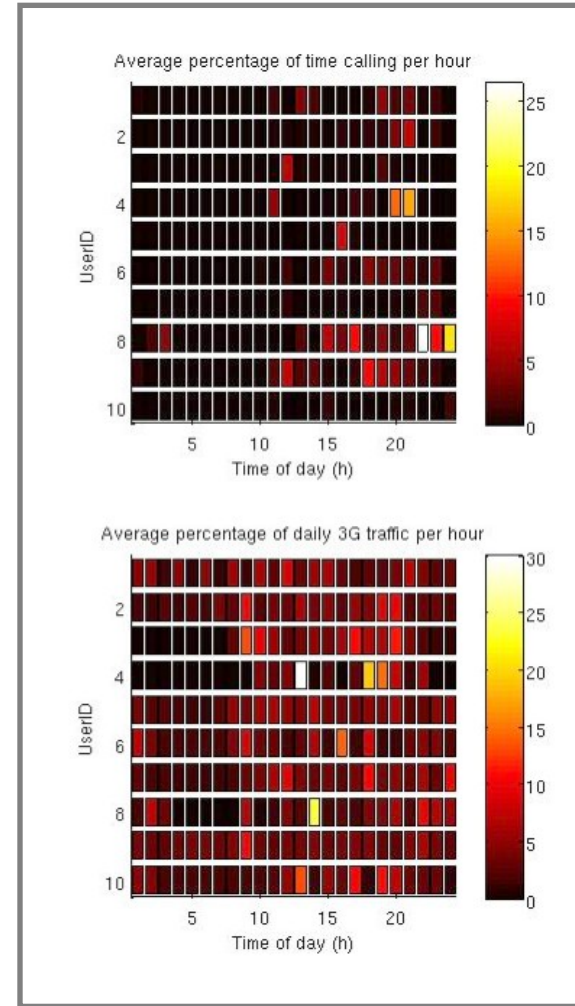 Average percentage of time calling per hour
25
20
15
10
5
0
2
4
6
8
10
UserID
5 10 15 20
Time of day (h)
Average percentage of daily 3G traffic per hour
30
25
20
15
10
5
0
2
4
6
8
10
UserID
5 10 15 20
Time of day (h)